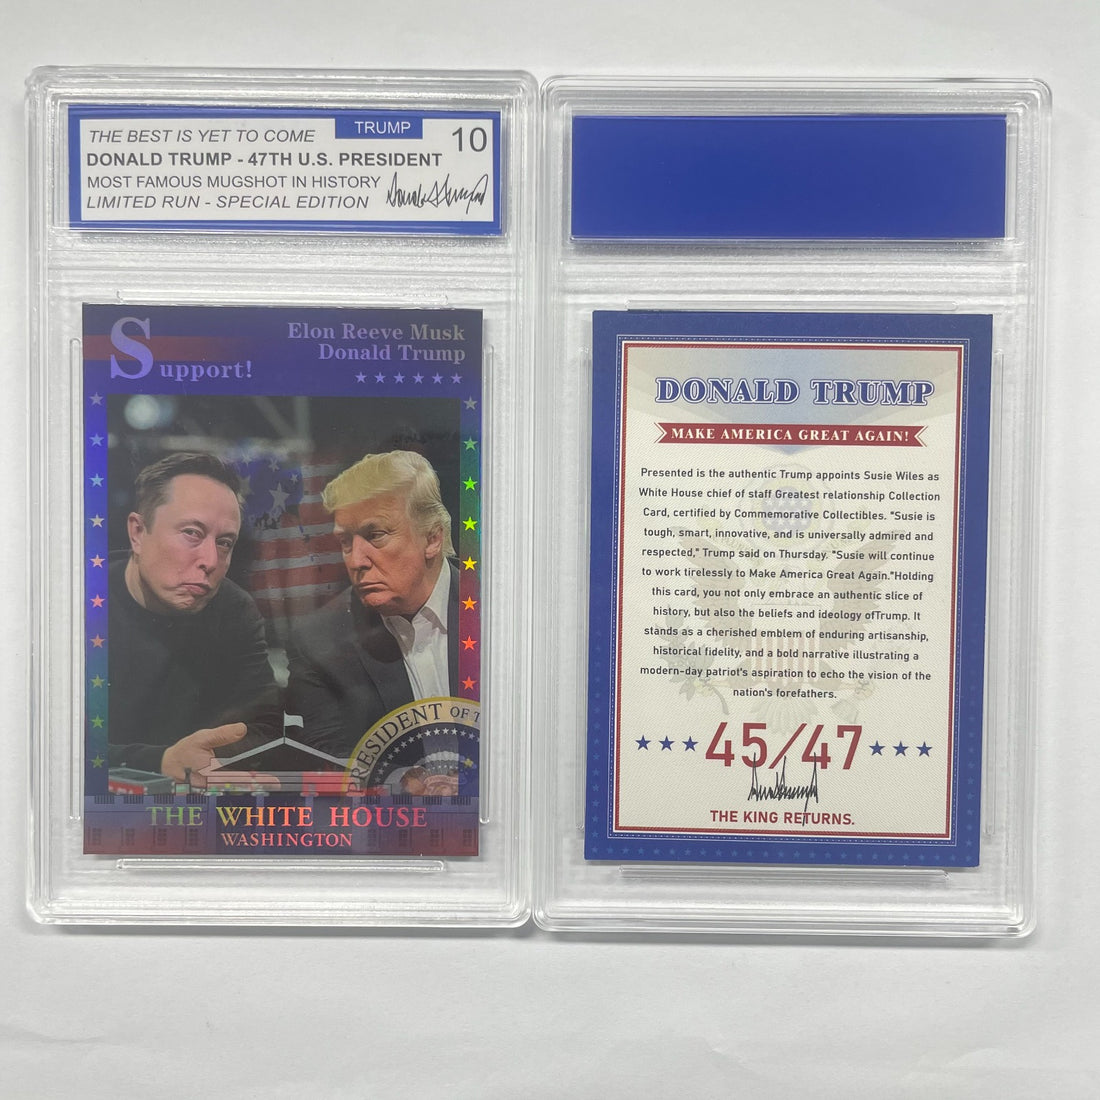 THE BEST IS YET TO COME
TRUMP
10
DONALD TRUMP - 47TH U.S. PRESIDENT
MOST FAMOUS MUGSHOT IN HISTORY
LIMITED RUN - SPECIAL EDITION
Support!
Elon Reeve Musk
Donald Trump
PRESIDENT OF T
THE WHITE HOUSE
WASHINGTON
DONALD TRUMP
MAKE AMERICA GREAT AGAIN!
Presented is the authentic Trump appoints Susie Wiles as
White House chief of staff Greatest relationship Collection
Card, certified by Commemorative Collectibles. "Susie is
tough, smart, innovative, and is universally admired and
respected," Trump said on Thursday. "Susie will continue
to work tirelessly to Make America Great Again."Holding
this card, you not only embrace an authentic slice of
history, but also the beliefs and ideology ofTrump. It
stands as a cherished emblem of enduring artisanship,
historical fidelity, and a bold narrative illustrating a
modern-day patriot's aspiration to echo the vision of the
nation's forefathers.
45/47
THE KING RETURNS.